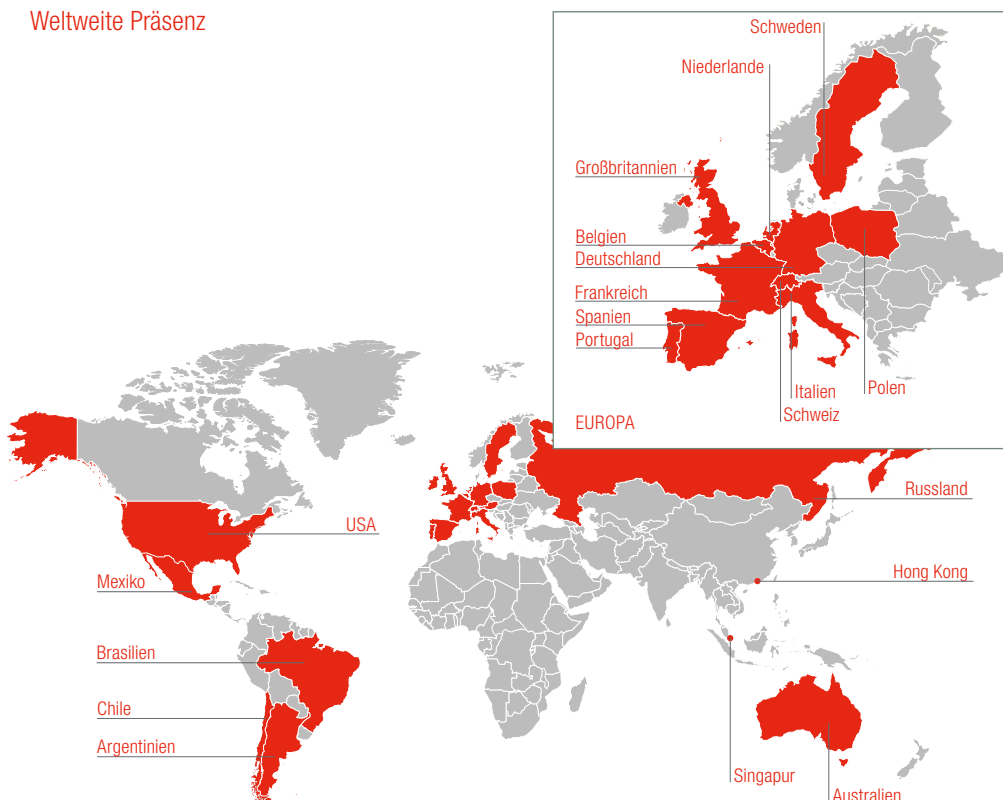 Weltweite Präsenz
Schweden
Niederlande
Großbritannien
Belgien
Deutschland
Frankreich
Spanien
Portugal
Italien
Polen
Schweiz
EUROPA
Russland
USA
Hong Kong
Mexiko
Brasilien
Chile
Argentinien
Singapur
Australien